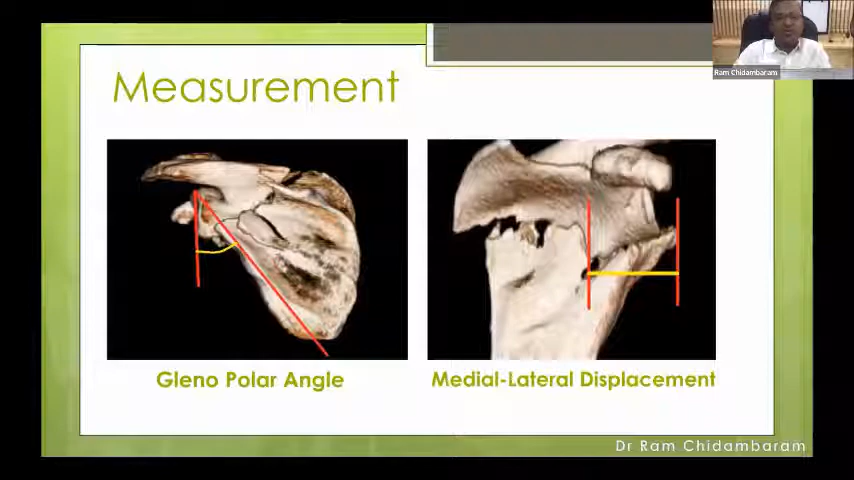 Ram Chidambaram
Measurement
Gleno Polar Angle
Medial-Lateral Displacement
Dr Ram Chidambaram